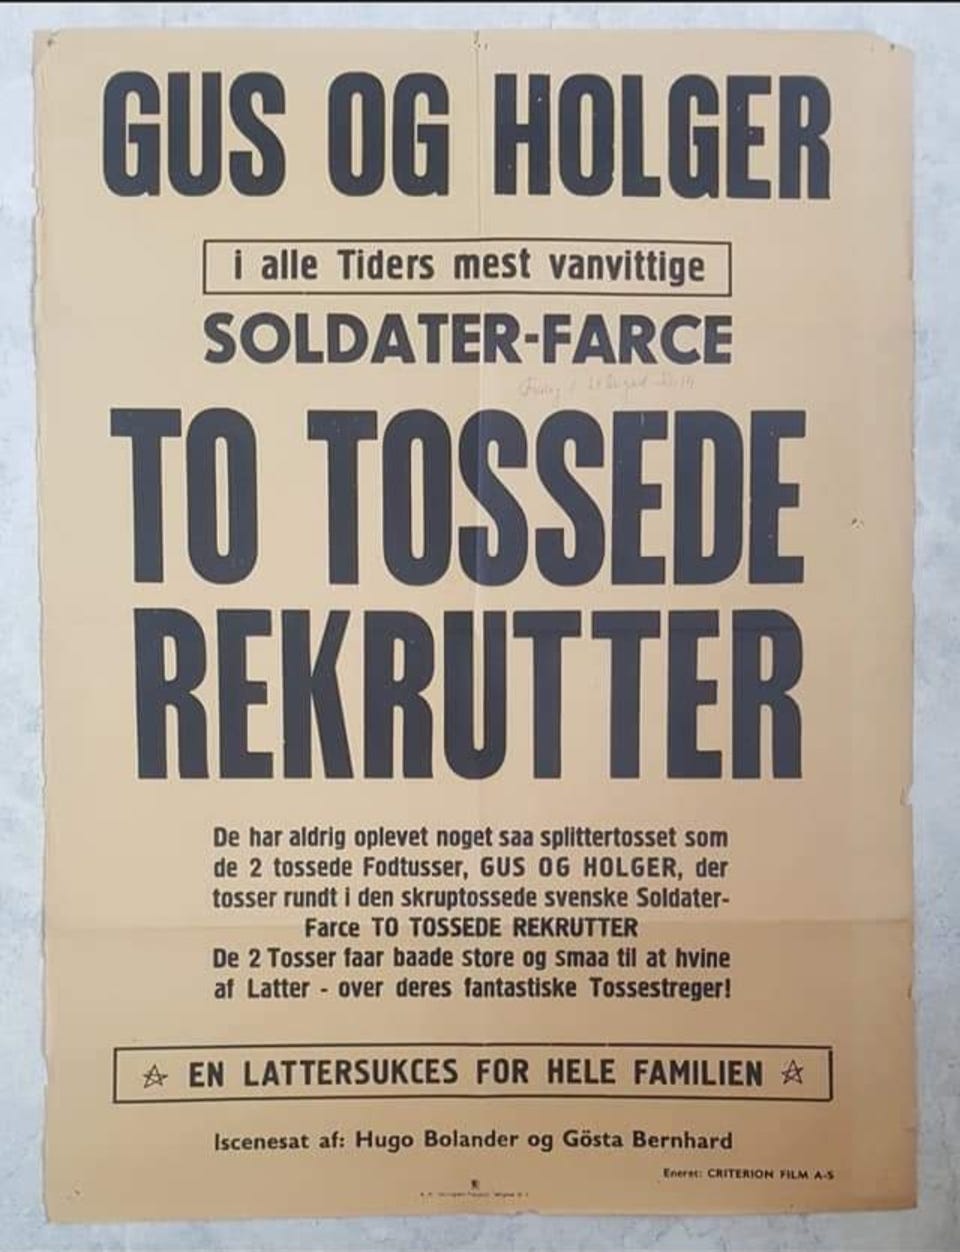 GUS OG HOLGER
i alle Tiders mest vanvittige
SOLDATER-FARCE
TO TOSSEDE
REKRUTTER
De har aldrig oplevet noget saa splittertosset som
de 2 tossede Fodtusser, GUS OG HOLGER, der
tosser rundt i den skruptossede svenske Soldater-
Farce TO TOSSEDE REKRUTTER
De 2 Tosser faar baade store og smaa til at hvine
af Latter - over deres fantastiske Tossestreger!
☆ EN LATTERSUKCES FOR HELE FAMILIEN ☆
Iscenesat af: Hugo Bolander og Gösta Bernhard
Eneret: CRITERION FILM A-S